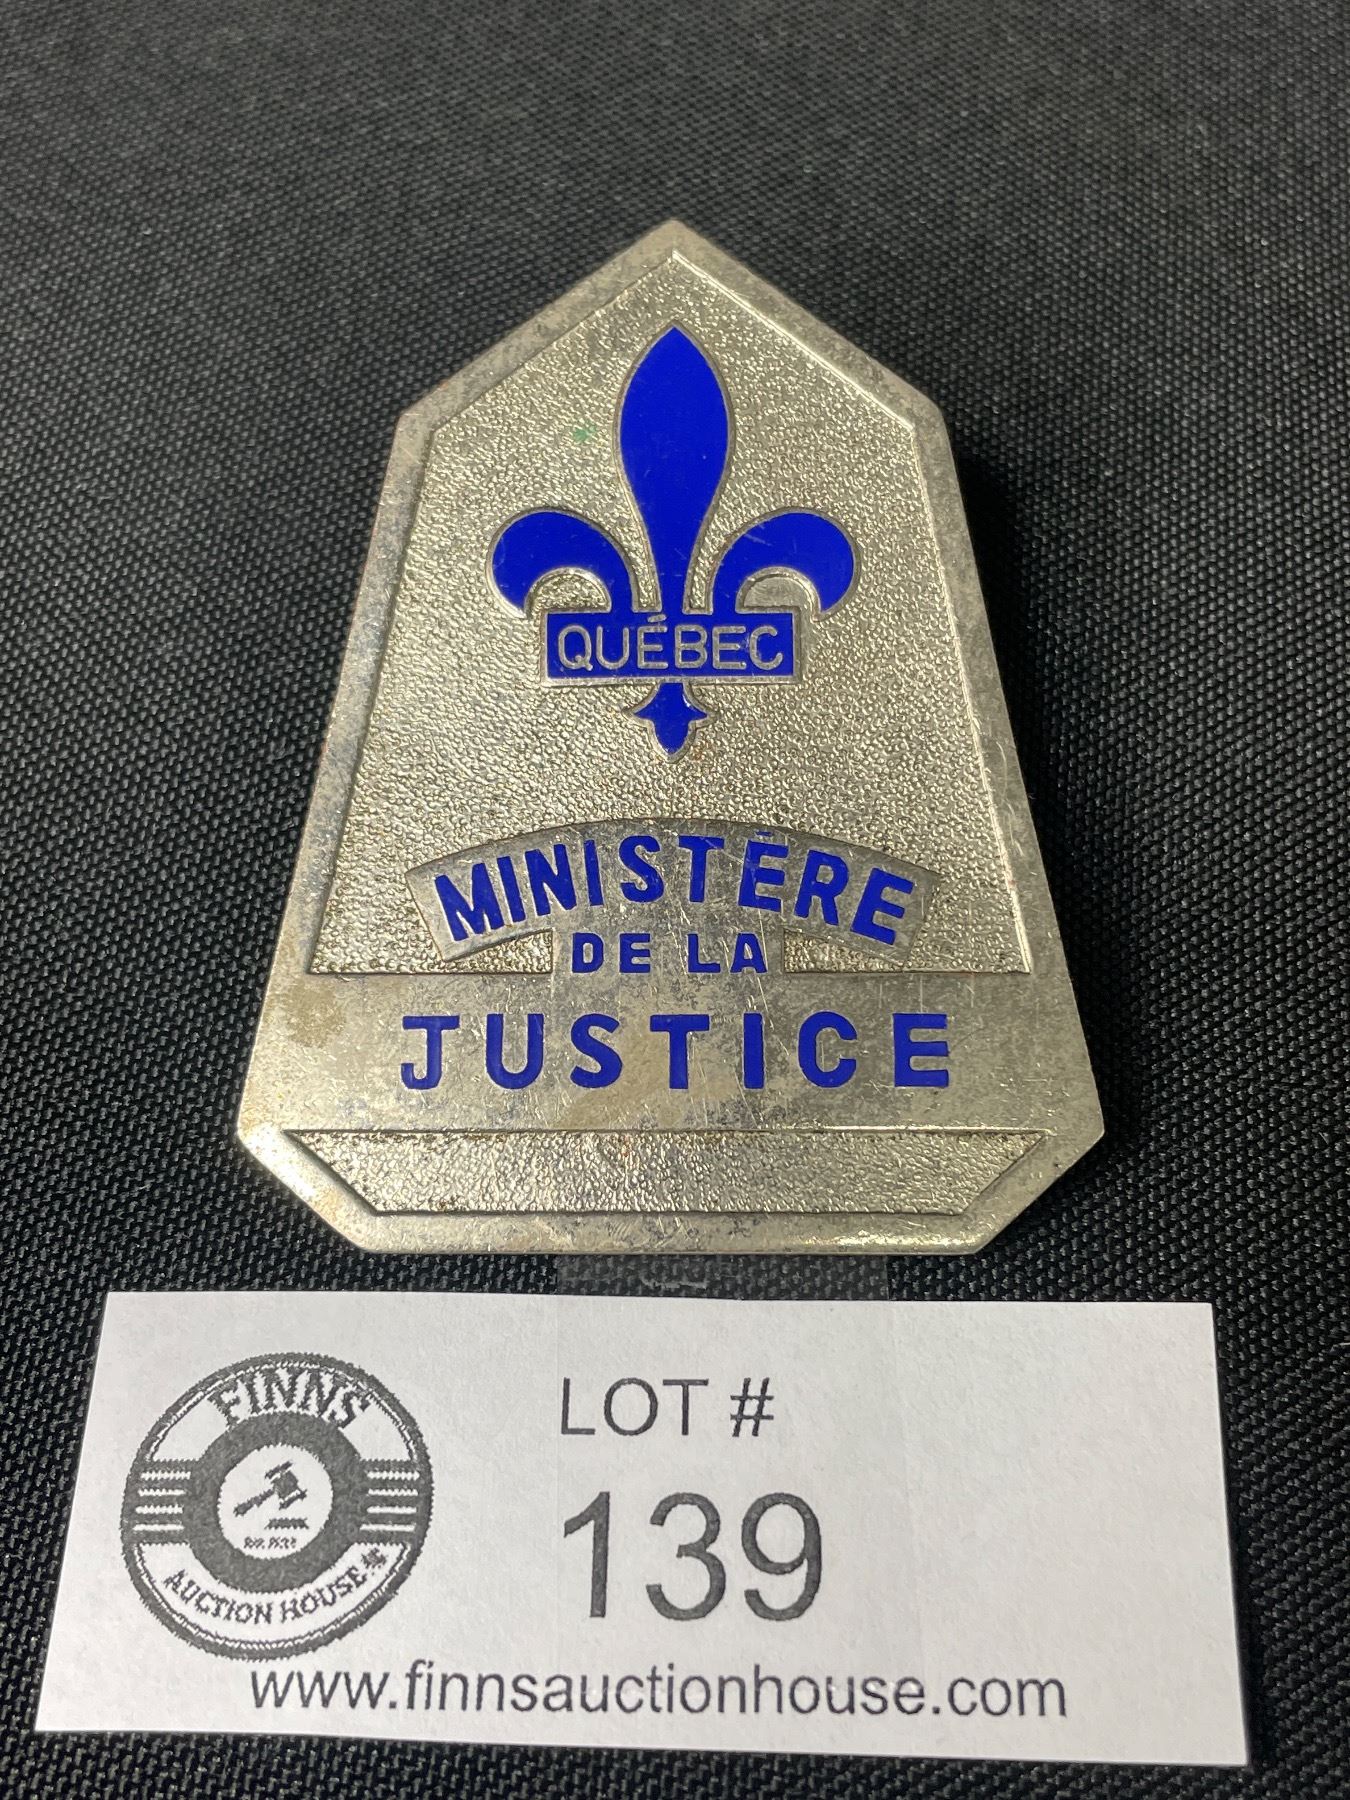 QUÉBEC
MINISTÈRE
DE LA
JUSTICE
FINNS
AUCTION HOUSE
LOT #
139
www.finnsauctionhouse.com